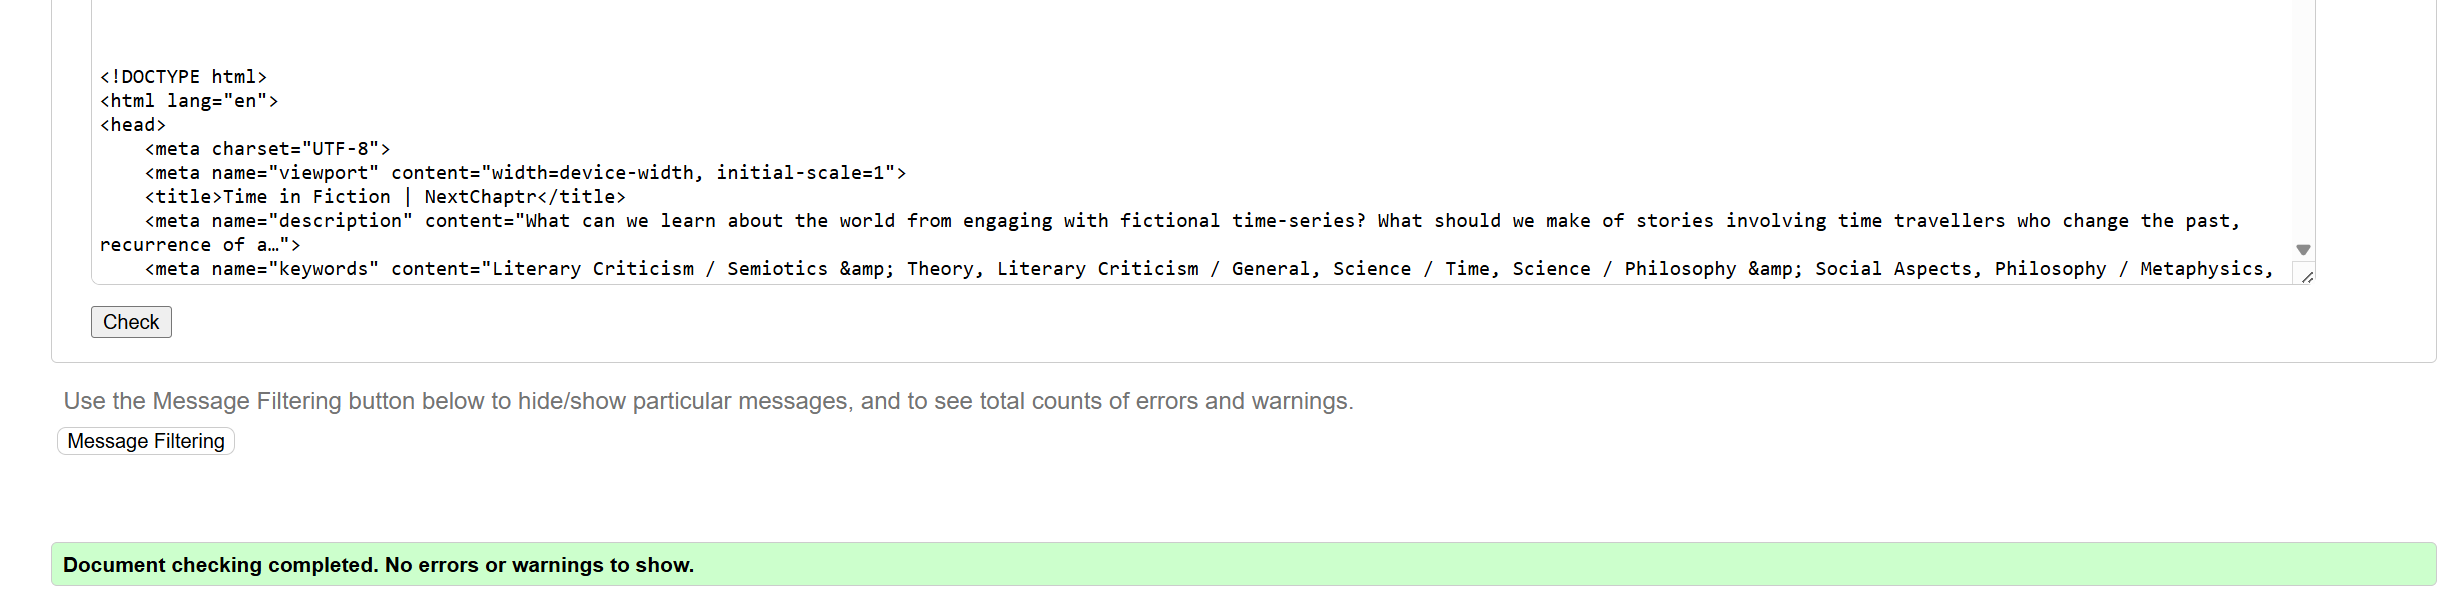 <!DOCTYPE html>
<html lang="en">
<head>
    <meta charset="UTF-8">
    <meta name="viewport" content="width=device-width, initial-scale=1">
    <title>Time in Fiction | NextChaptr</title>
    <meta name="description" content="What can we learn about the world from engaging with fictional time-series? What should we make of stories involving time travellers who change the past,
recurrence of a…">
    <meta name="keywords" content="Literary Criticism / Semiotics &amp; Theory, Literary Criticism / General, Science / Time, Science / Philosophy &amp; Social Aspects, Philosophy / Metaphysics,
Check
Use the Message Filtering button below to hide/show particular messages, and to see total counts of errors and warnings.
Message Filtering
Document checking completed. No errors or warnings to show.